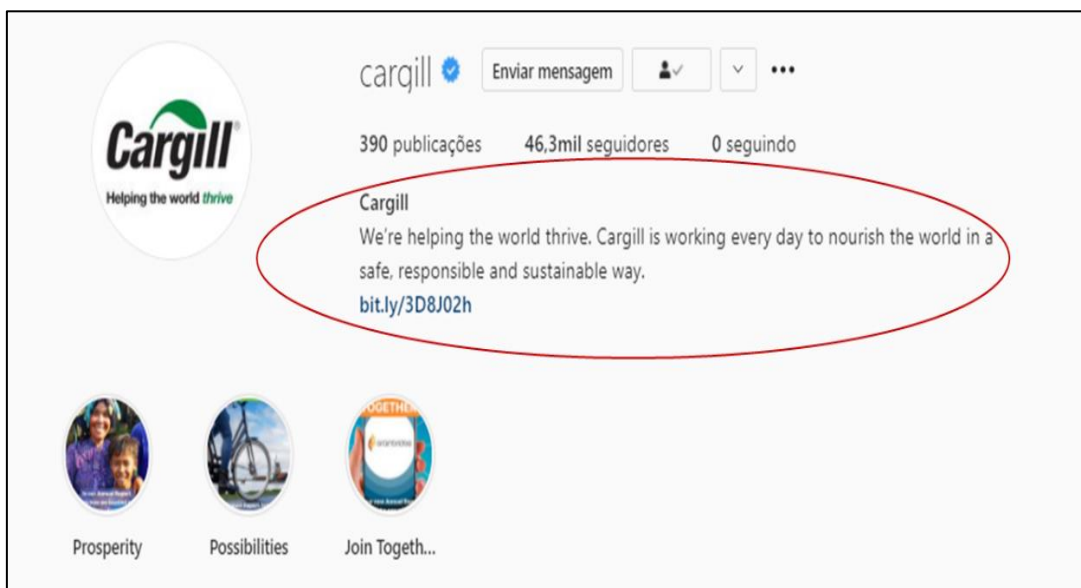 cargill
Enviar mensagem
390 publicações 46,3mil seguidores 0 seguindo
Cargill®
Helping the world thrive
Cargill
We're helping the world thrive. Cargill is working every day to nourish the world in a
safe, responsible and sustainable way.
bit.ly/3D8J02h
TOGETHER
Prosperity Possibilities Join Togeth...